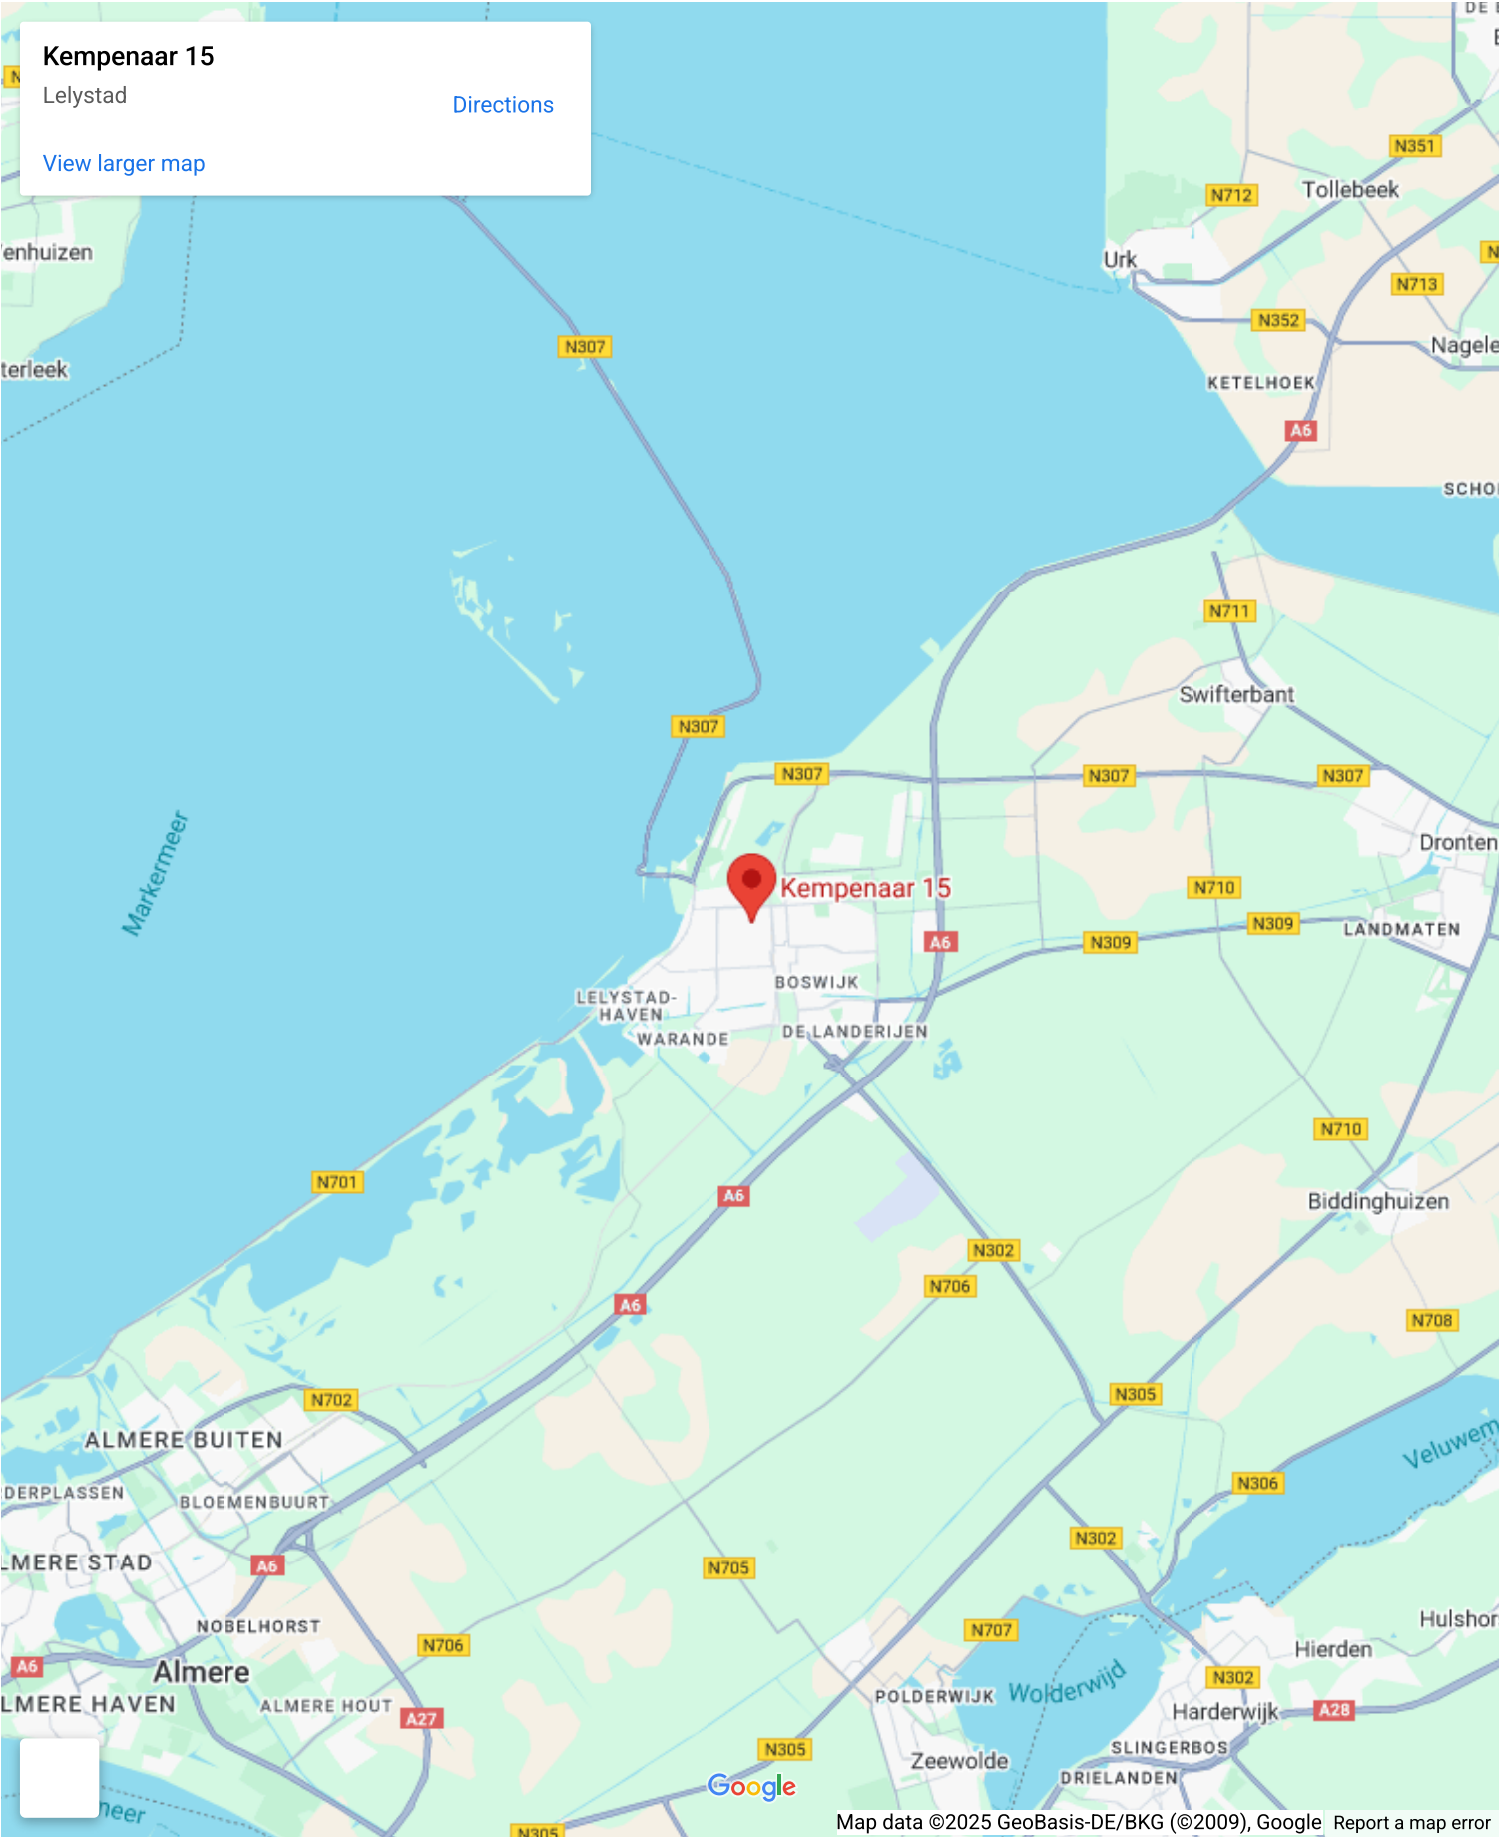 Kempenaar 15
Lelystad
Directions
View larger map
N351
N712
Tollebeek
enhuizen
Urk
N713
N352
N307
Nagele
terleek
KETELHOEK
A6
SCHO
N711
Swifterbant
N307
N307
N307
N307
Markermeer
Dronten
Kempenaar 15
N710
N309
LANDMATEN
A6
N309
BOSWIJK
LELYSTAD-
HAVEN
WARANDE
DE LANDERIJEN
N710
N701
A6
Biddinghuizen
N302
N706
A6
N708
N305
N702
ALMERE BUITEN
Veluwem
N306
DERPLASSEN
BLOEMENBUURT
N302
LMERE STAD
A6
N705
NOBELHORST
N707
Hulshor
N706
Hierden
A6
Almere
N302
Wolderwijd
POLDERWIJK
LMERE HAVEN
ALMERE HOUT
A27
Harderwijk
A28
N305
SLINGERBOS
Zeewolde
DRIELANDEN
Google
meer
N305
Map data ©2025 GeoBasis-DE/BKG (©2009), Google
Report a map error